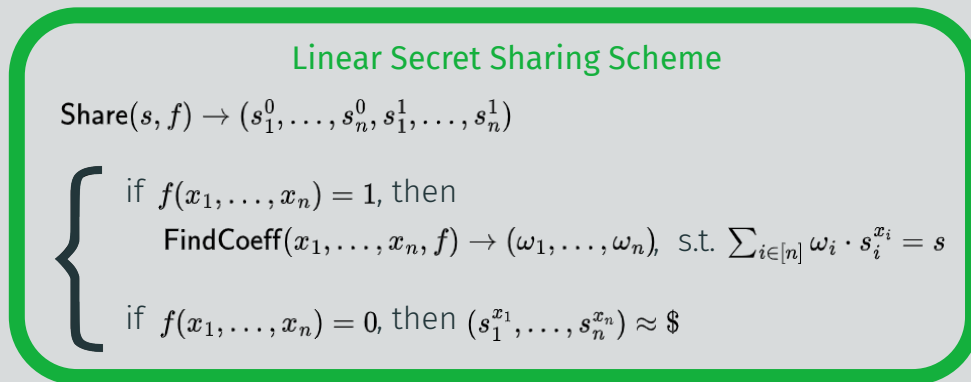 Linear Secret Sharing Scheme
Share(s, f) → (s_1^0, …, s_n^0, s_1^1, …, s_n^1)
if f(x_1, …, x_n) = 1, then
FindCoeff(x_1, …, x_n, f) → (ω_1, …, ω_n), s.t. ∑_{i∈[n]} ω_i · s_i^{x_i} = s
if f(x_1, …, x_n) = 0, then (s_1^{x_1}, …, s_n^{x_n}) ≈ $